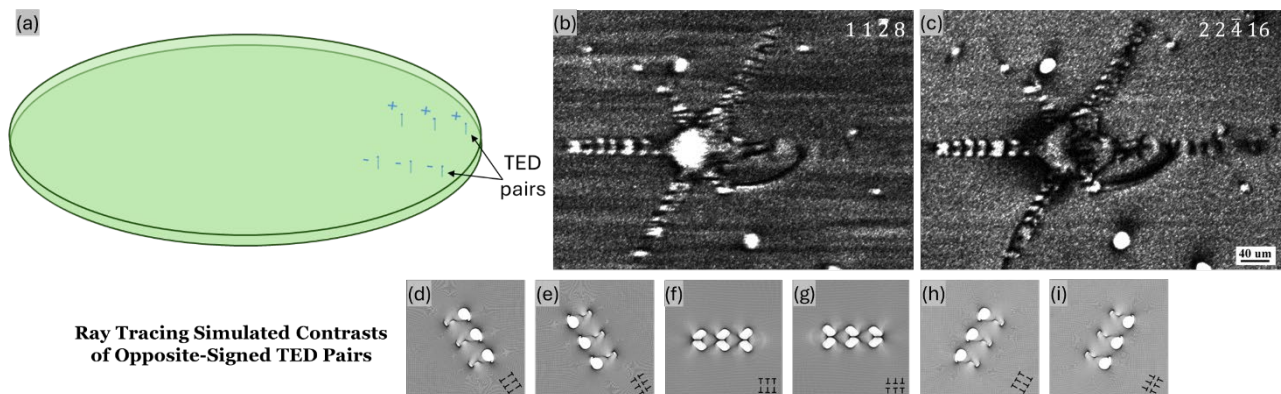 (a)
+ + +
- - -
TED
pairs
(b)
1 1 2̄ 8
(c)
2 2 4̄ 16
40 um
Ray Tracing Simulated Contrasts
of Opposite-Signed TED Pairs
(d)
(e)
(f)
(g)
(h)
(i)